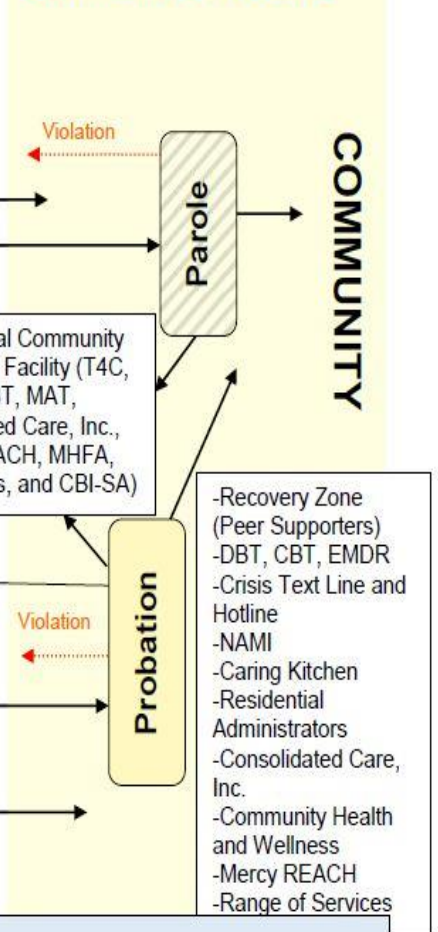 Violation
Parole
COMMUNITY
al Community
Facility (T4C,
T, MAT,
ed Care, Inc.,
ACH, MHFA,
s, and CBI-SA)
Violation
Probation
-Recovery Zone
(Peer Supporters)
-DBT, CBT, EMDR
-Crisis Text Line and
Hotline
-NAMI
-Caring Kitchen
-Residential
Administrators
-Consolidated Care,
Inc.
-Community Health
and Wellness
-Mercy REACH
-Range of Services